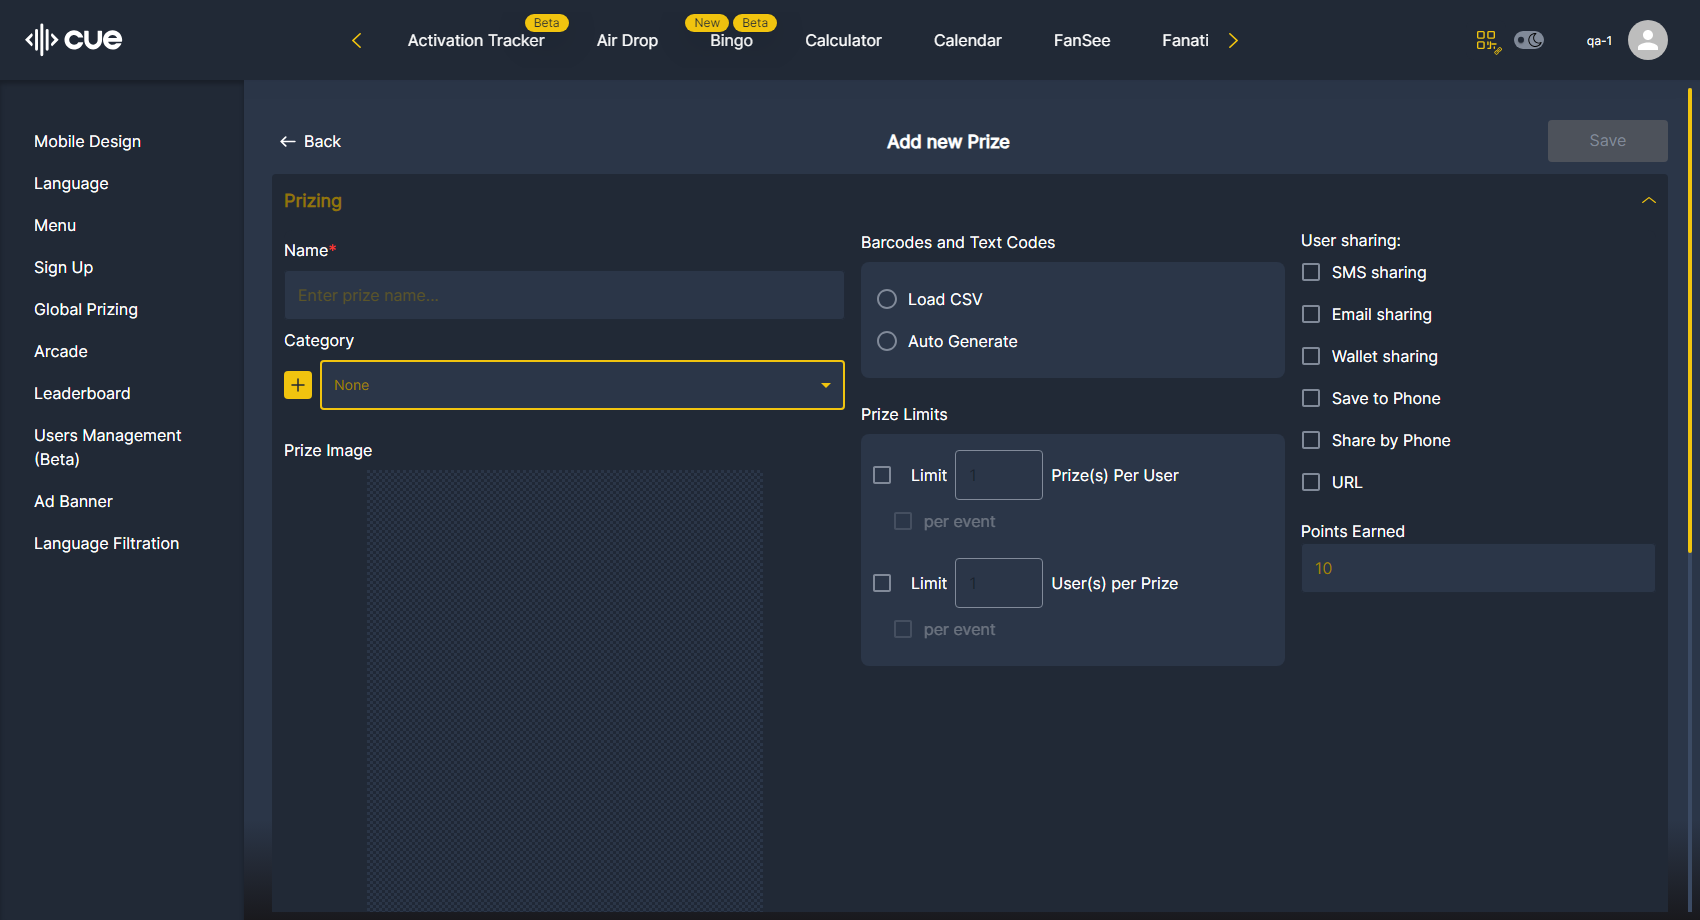 cue
Activation Tracker
Beta
Air Drop
New
Beta
Bingo
Calculator
Calendar
FanSee
Fanati
qa-1
Mobile Design
Language
Menu
Sign Up
Global Prizing
Arcade
Leaderboard
Users Management
(Beta)
Ad Banner
Language Filtration
Back
Add new Prize
Save
Prizing
Name*
Enter prize name...
Category
None
Prize Image
Barcodes and Text Codes
Load CSV
Auto Generate
Prize Limits
Limit 1 Prize(s) Per User
per event
Limit 1 User(s) per Prize
per event
User sharing:
SMS sharing
Email sharing
Wallet sharing
Save to Phone
Share by Phone
URL
Points Earned
10